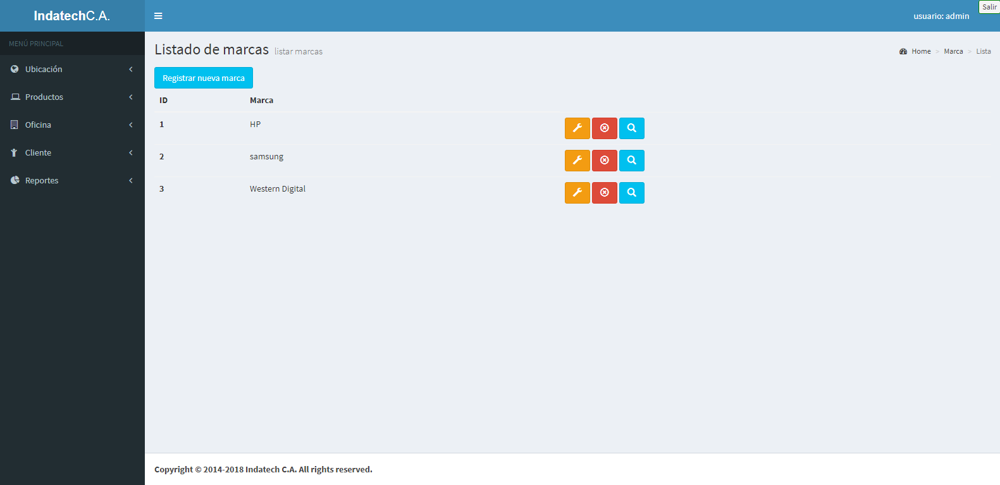 IndatechC.A.
usuario: admin
Salir
MENÚ PRINCIPAL
Ubicación
Productos
Oficina
Cliente
Reportes
Listado de marcas listar marcas
Home > Marca > Lista
Registrar nueva marca
ID Marca
1 HP
2 samsung
3 Western Digital
Copyright © 2014-2018 Indatech C.A. All rights reserved.